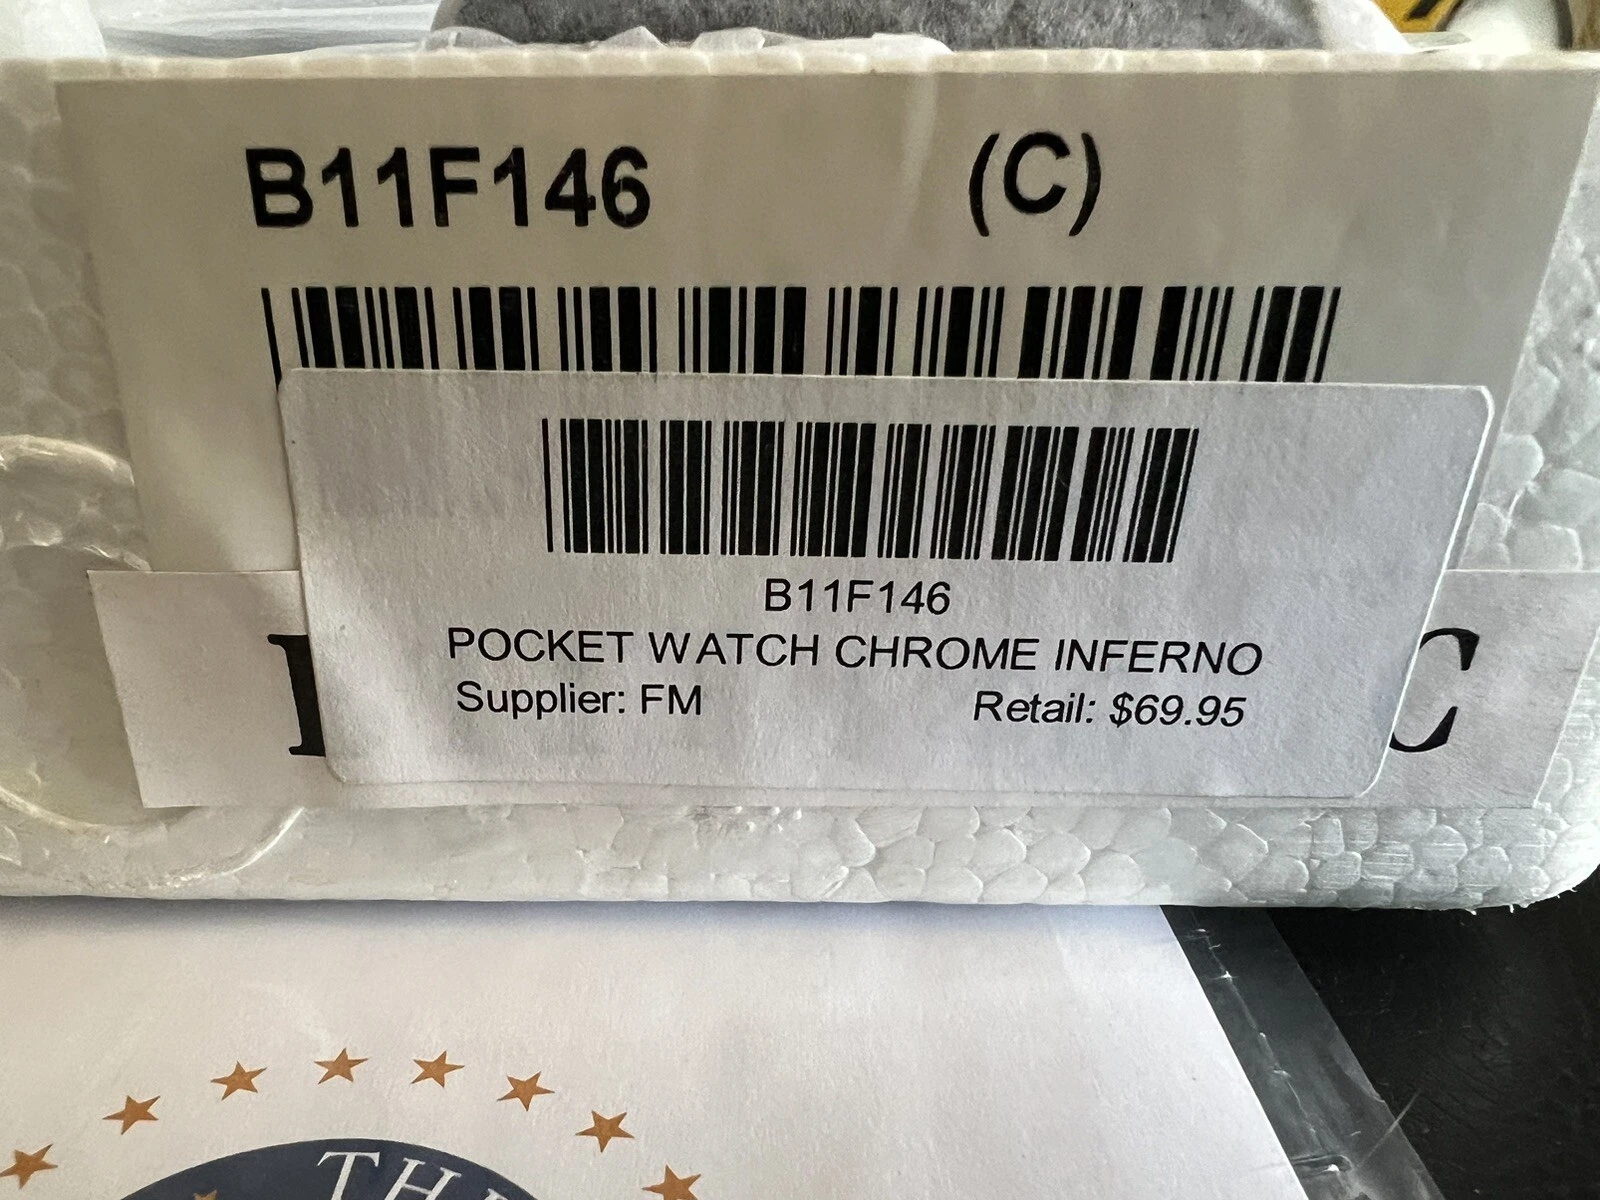 B11F146 (C)
B11F146
POCKET WATCH CHROME INFERNO
Supplier: FM Retail: $69.95
C